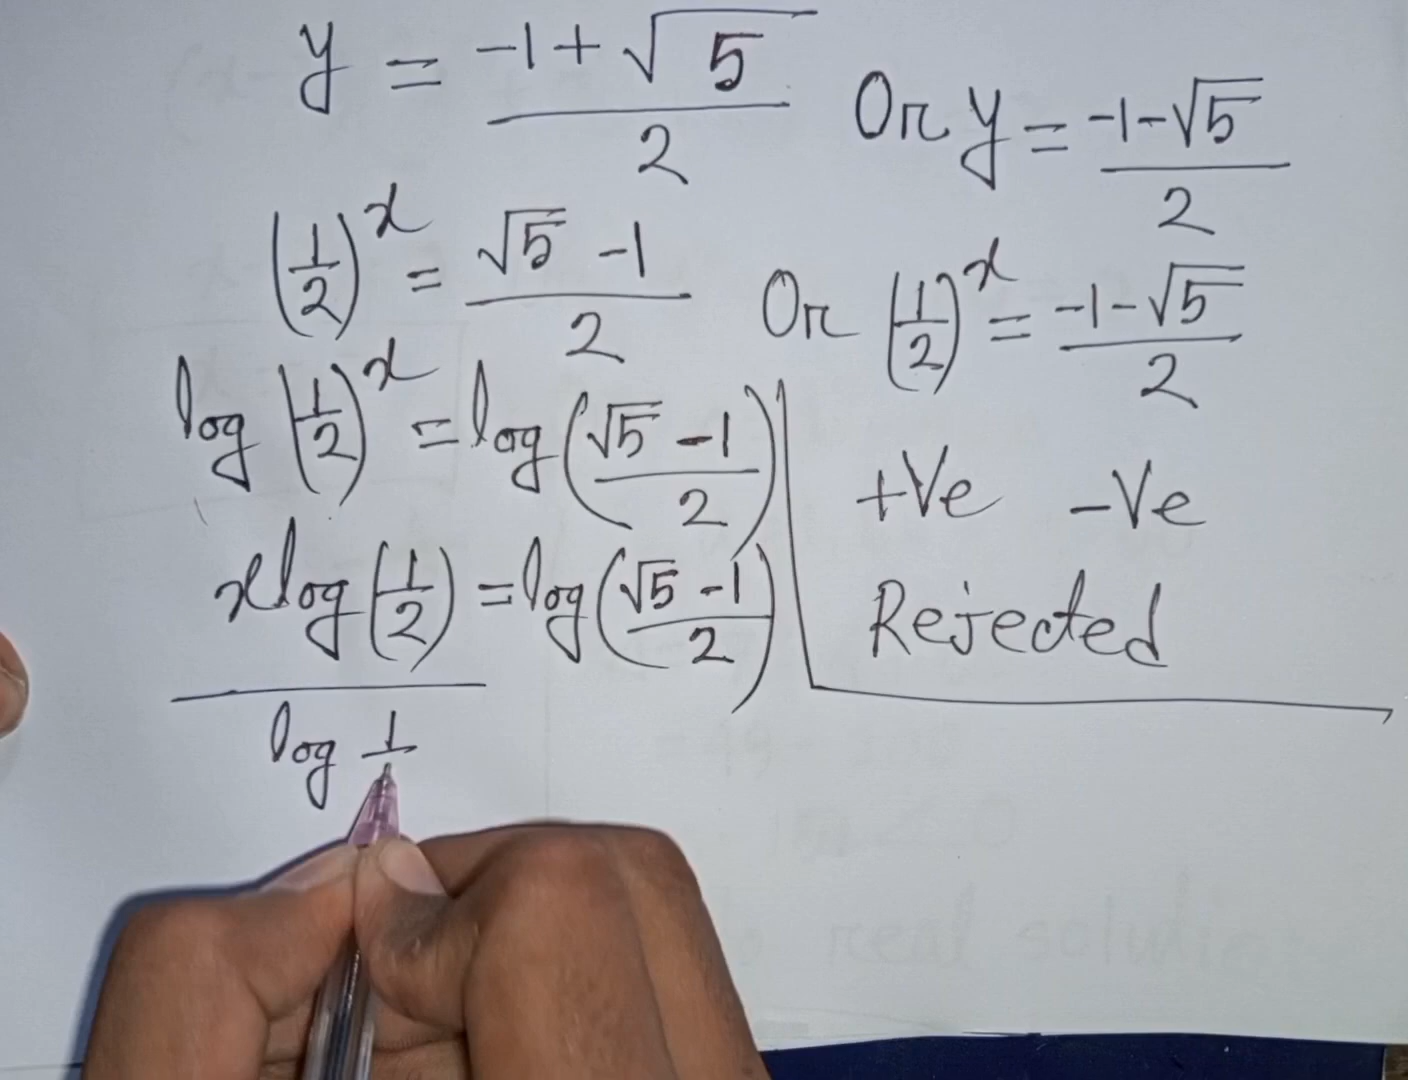 y = (-1+√5)/2 Or y = (-1-√5)/2
(1/2)^x = (√5 -1)/2 Or (1/2)^x = (-1-√5)/2
log (1/2)^x = log((√5 -1)/2)
+Ve -Ve
x log(1/2) = log((√5 -1)/2)
Rejected
log 1